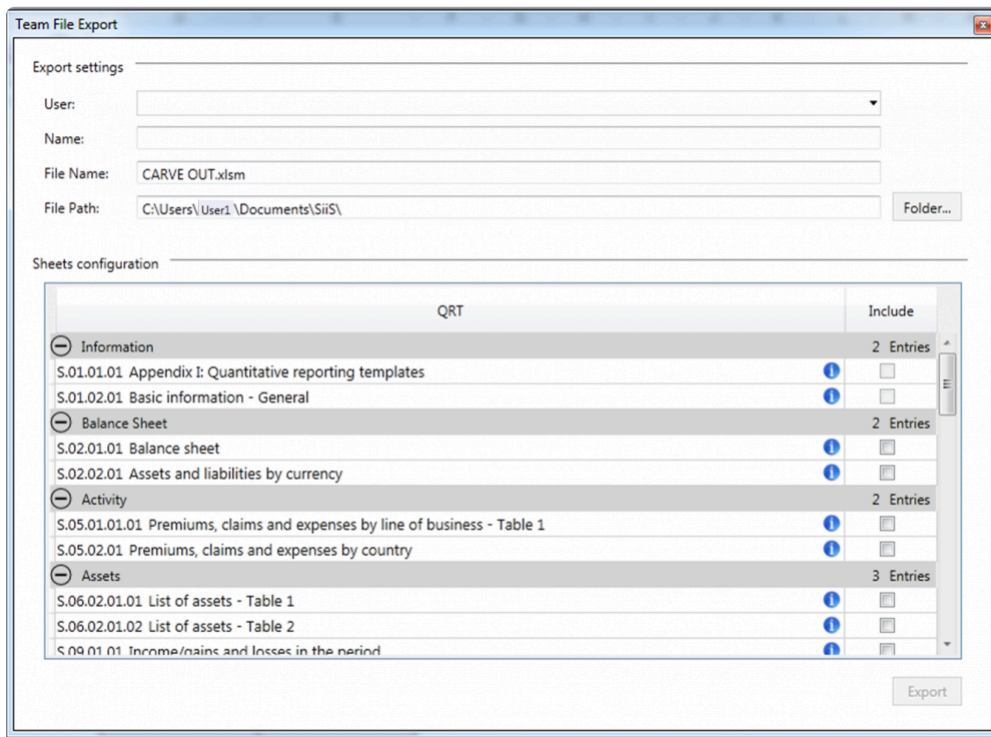 Team File Export
Export settings
User:
Name:
File Name: CARVE OUT.xlsm
File Path: C:\Users\ User1 \Documents\SiiS\ Folder...
Sheets configuration
QRT Include
Information 2 Entries
S.01.01.01 Appendix I: Quantitative reporting templates
S.01.02.01 Basic information - General
Balance Sheet 2 Entries
S.02.01.01 Balance sheet
S.02.02.01 Assets and liabilities by currency
Activity 2 Entries
S.05.01.01.01 Premiums, claims and expenses by line of business - Table 1
S.05.02.01 Premiums, claims and expenses by country
Assets 3 Entries
S.06.02.01.01 List of assets - Table 1
S.06.02.01.02 List of assets - Table 2
S.09.01.01 Income/gains and losses in the period
Export